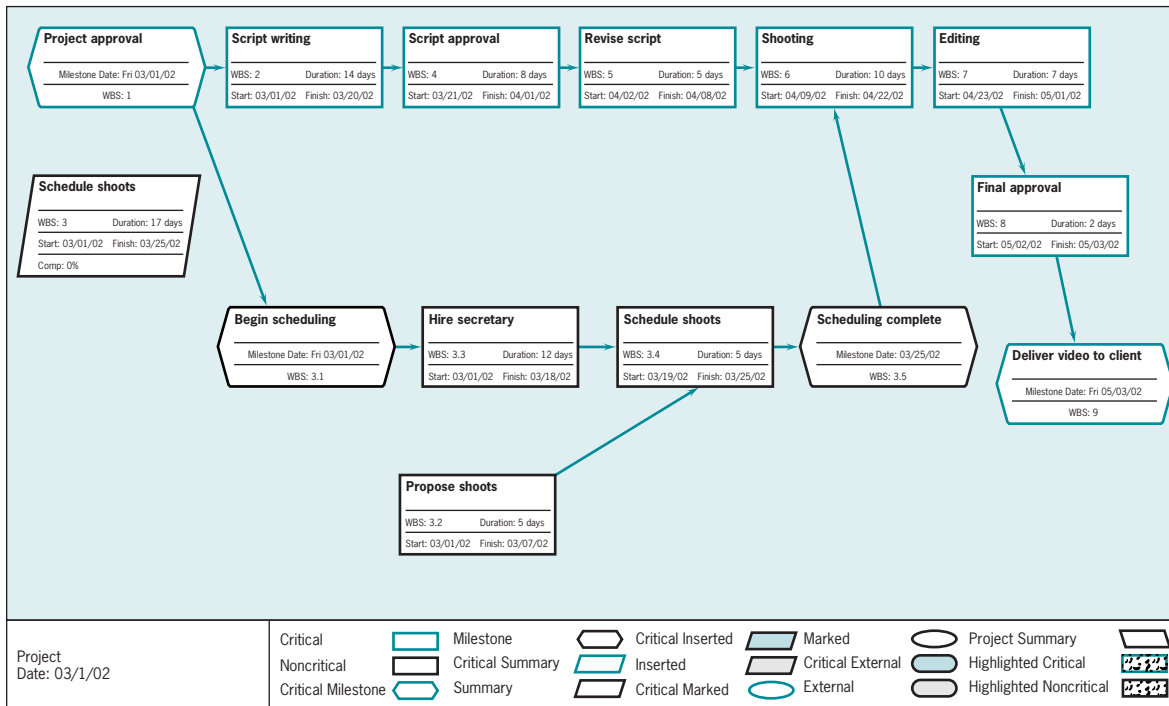 Project approval
Milestone Date: Fri 03/01/02
WBS: 1
Script writing
WBS: 2 Duration: 14 days
Start: 03/01/02 Finish: 03/20/02
Script approval
WBS: 4 Duration: 8 days
Start: 03/21/02 Finish: 04/01/02
Revise script
WBS: 5 Duration: 5 days
Start: 04/02/02 Finish: 04/08/02
Shooting
WBS: 6 Duration: 10 days
Start: 04/09/02 Finish: 04/22/02
Editing
WBS: 7 Duration: 7 days
Start: 04/23/02 Finish: 05/01/02
Schedule shoots
WBS: 3 Duration: 17 days
Start: 03/01/02 Finish: 03/25/02
Comp: 0%
Final approval
WBS: 8 Duration: 2 days
Start: 05/02/02 Finish: 05/03/02
Begin scheduling
Milestone Date: Fri 03/01/02
WBS: 3.1
Hire secretary
WBS: 3.3 Duration: 12 days
Start: 03/01/02 Finish: 03/18/02
Schedule shoots
WBS: 3.4 Duration: 5 days
Start: 03/19/02 Finish: 03/25/02
Scheduling complete
Milestone Date: 03/25/02
WBS: 3.5
Deliver video to client
Milestone Date: Fri 05/03/02
WBS: 9
Propose shoots
WBS: 3.2 Duration: 5 days
Start: 03/01/02 Finish: 03/07/02
Project
Date: 03/1/02
Critical
Noncritical
Critical Milestone
Milestone
Critical Summary
Summary
Critical Inserted
Inserted
Critical Marked
Marked
Critical External
External
Project Summary
Highlighted Critical
Highlighted Noncritical